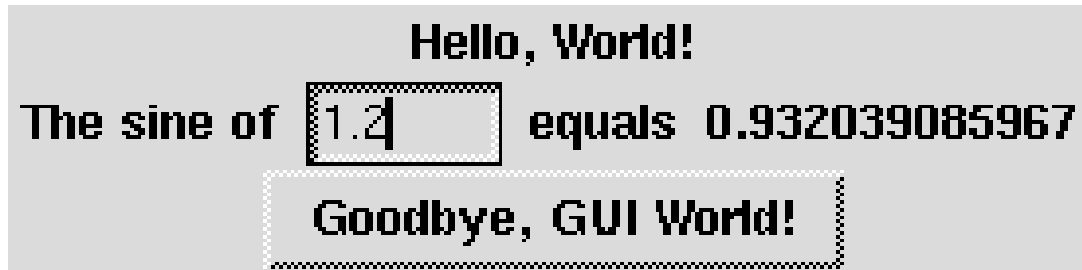 Hello, World!
The sine of 1.2 equals 0.932039085967
Goodbye, GUI World!